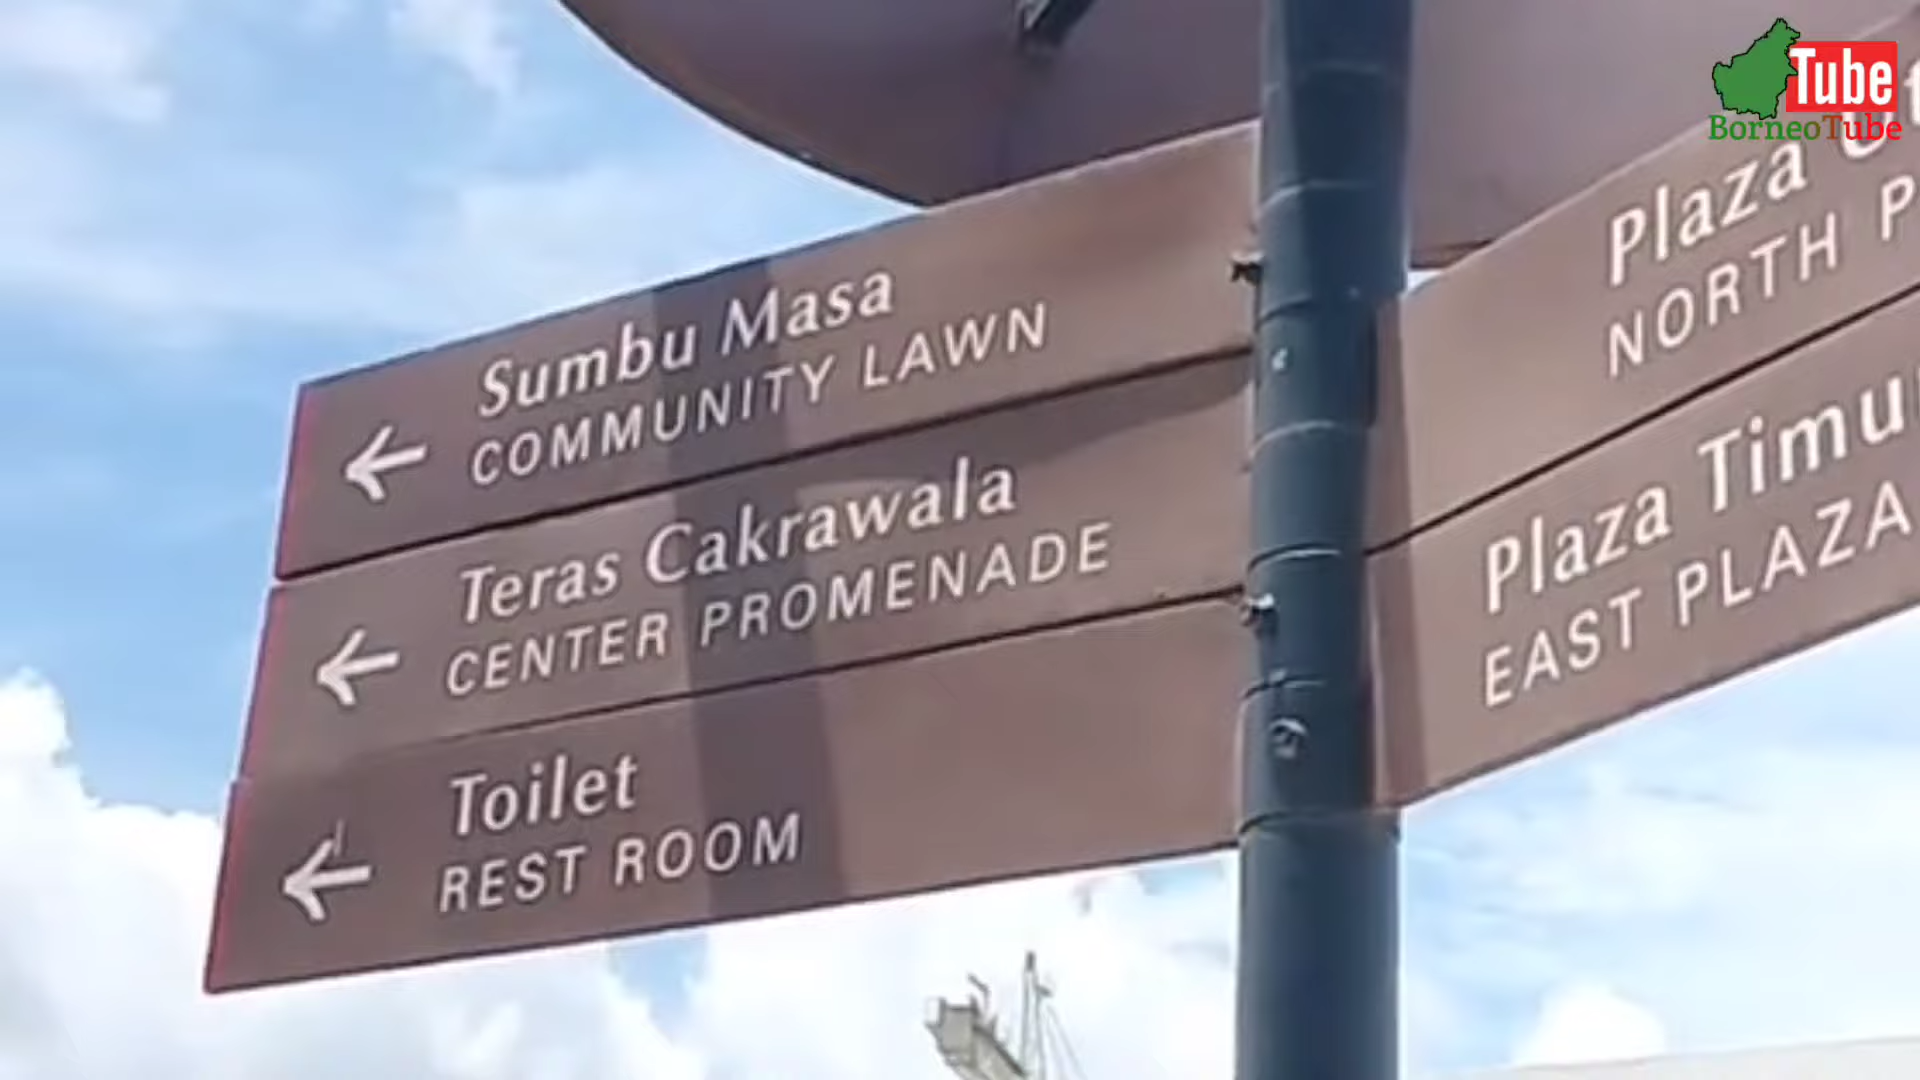 Sumbu Masa
COMMUNITY LAWN
Teras Cakrawala
CENTER PROMENADE
Toilet
REST ROOM
Plaza
NORTH
Plaza Timu
EAST PLAZA
Tube
BorneoTube